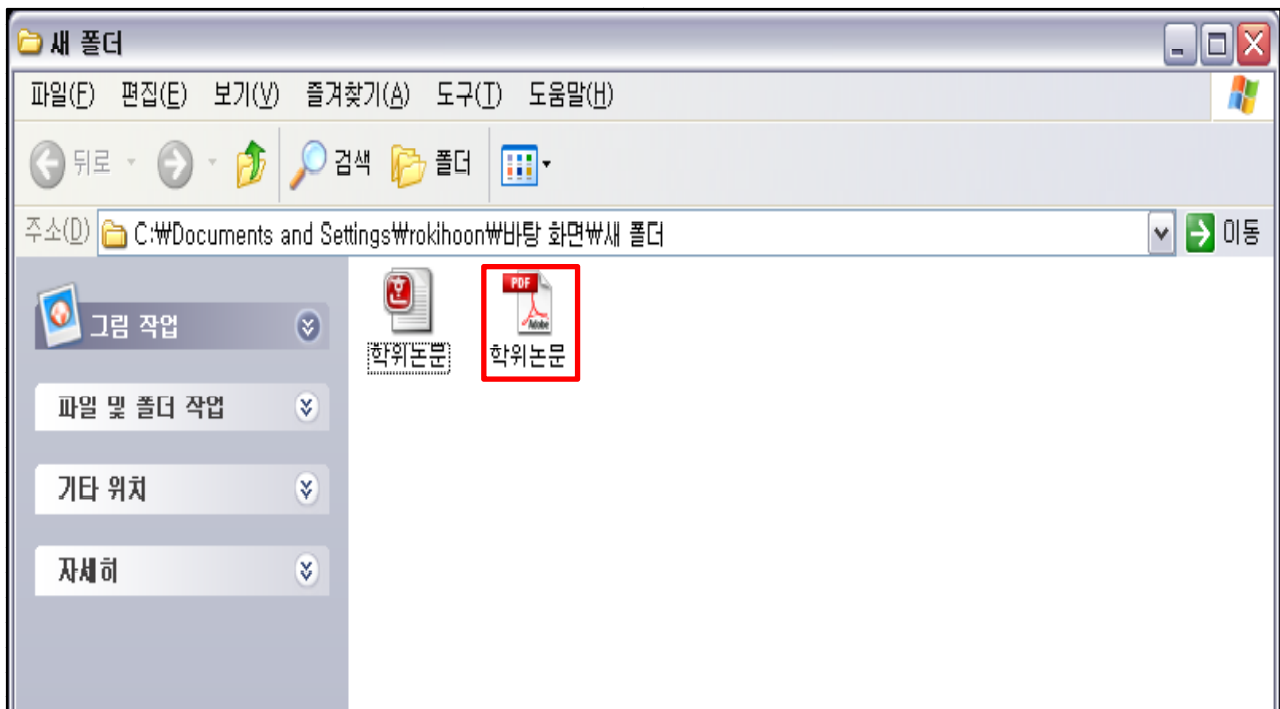 새 폴더
파일(F) 편집(E) 보기(V) 즐겨찾기(A) 도구(T) 도움말(H)
뒤로 검색 폴더
주소(D) C:₩Documents and Settings₩rokihoon₩바탕 화면₩새 폴더 이동
그림 작업
파일 및 폴더 작업
기타 위치
자세히
한
학위논문
PDF
Adobe
학위논문